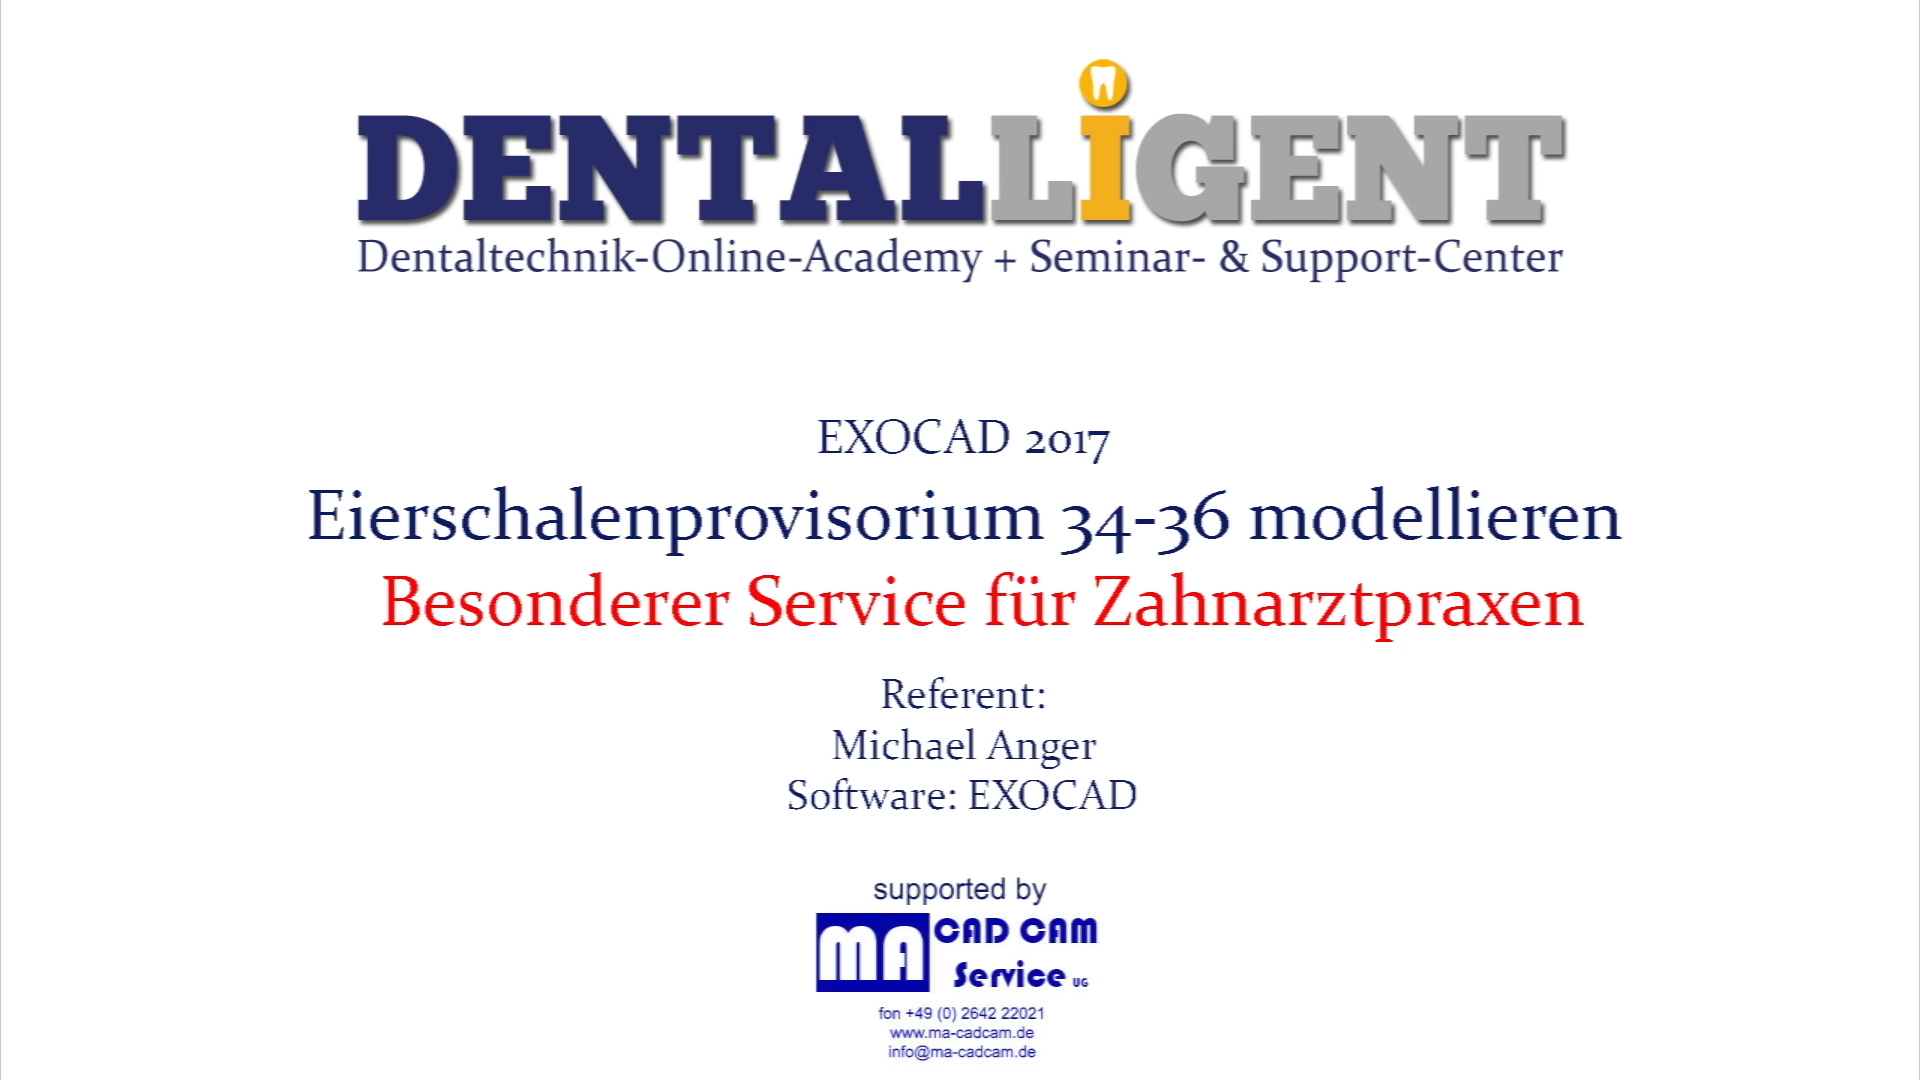 DENTALLIGENT
Dentaltechnik-Online-Academy + Seminar- & Support-Center
EXOCAD 2017
Eierschalenprovisorium 34-36 modellieren
Besonderer Service für Zahnarztpraxen
Referent:
Michael Anger
Software: EXOCAD
supported by
MA CAD CAM
Service UG
fon +49 (0) 2642 22021
www.ma-cadcam.de
info@ma-cadcam.de